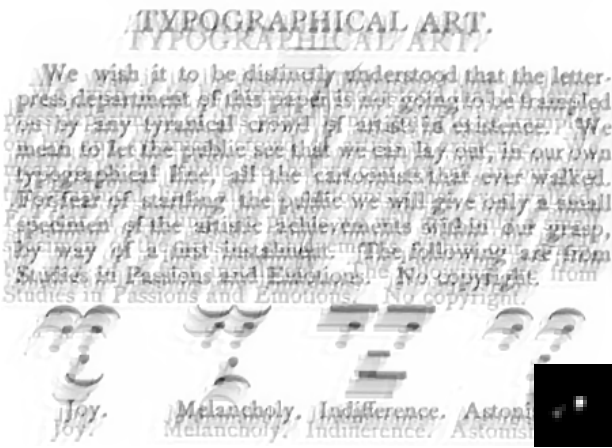 TYPOGRAPHICAL ART.
We wish it to be distinctly understood that the letter-
press department of this paper is not going to be trampled
on by any tyranical crowd of artists in existence. We
mean to let the public see that we can lay out, in our own
typographical line, all the cartoonists that ever walked.
For fear of startling the public we will give only a small
specimen of the artistic achievements within our grasp,
by way of a first instalment. The following are from
Studies in Passions and Emotions. No copyright.
Joy. Melancholy. Indifference.